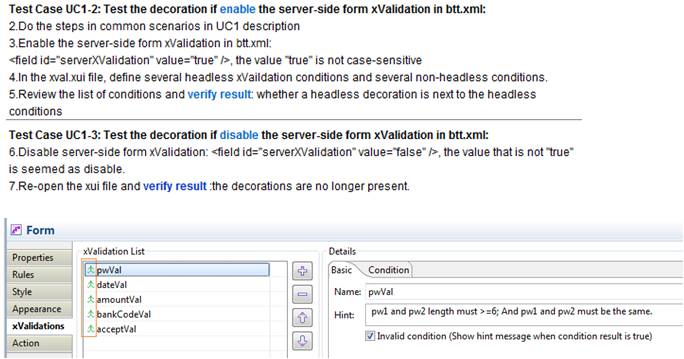 Test Case UC1-2: Test the decoration if enable the server-side form xValidation in btt.xml:
2.Do the steps in common scenarios in UC1 description
3.Enable the server-side form xValidation in btt.xml:
<field id="serverXValidation" value="true" />, the value "true" is not case-sensitive
4.In the xval.xui file, define several headless xVaildation conditions and several non-headless conditions.
5.Review the list of conditions and verify result: whether a headless decoration is next to the headless
conditions
Test Case UC1-3: Test the decoration if disable the server-side form xValidation in btt.xml:
6.Disable server-side form xValidation: <field id="serverXValidation" value="false" />, the value that is not "true"
is seemed as disable.
7.Re-open the xui file and verify result :the decorations are no longer present.
Form
Properties
Rules
Style
Appearance
xValidations
Action
xValidation List
pwVal
dateVal
amountVal
bankCodeVal
acceptVal
Details
Basic Condition
Name: pwVal
Hint: pw1 and pw2 length must >=6; And pw1 and pw2 must be the same.
Invalid condition (Show hint message when condition result is true)